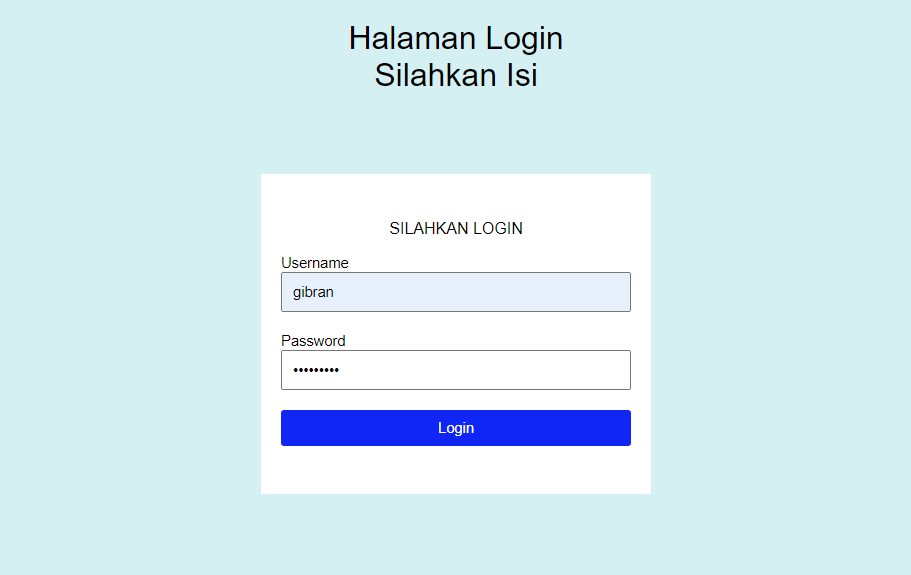 Halaman Login
Silahkan Isi
SILAHKAN LOGIN
Username
gibran
Password
•••••••••
Login